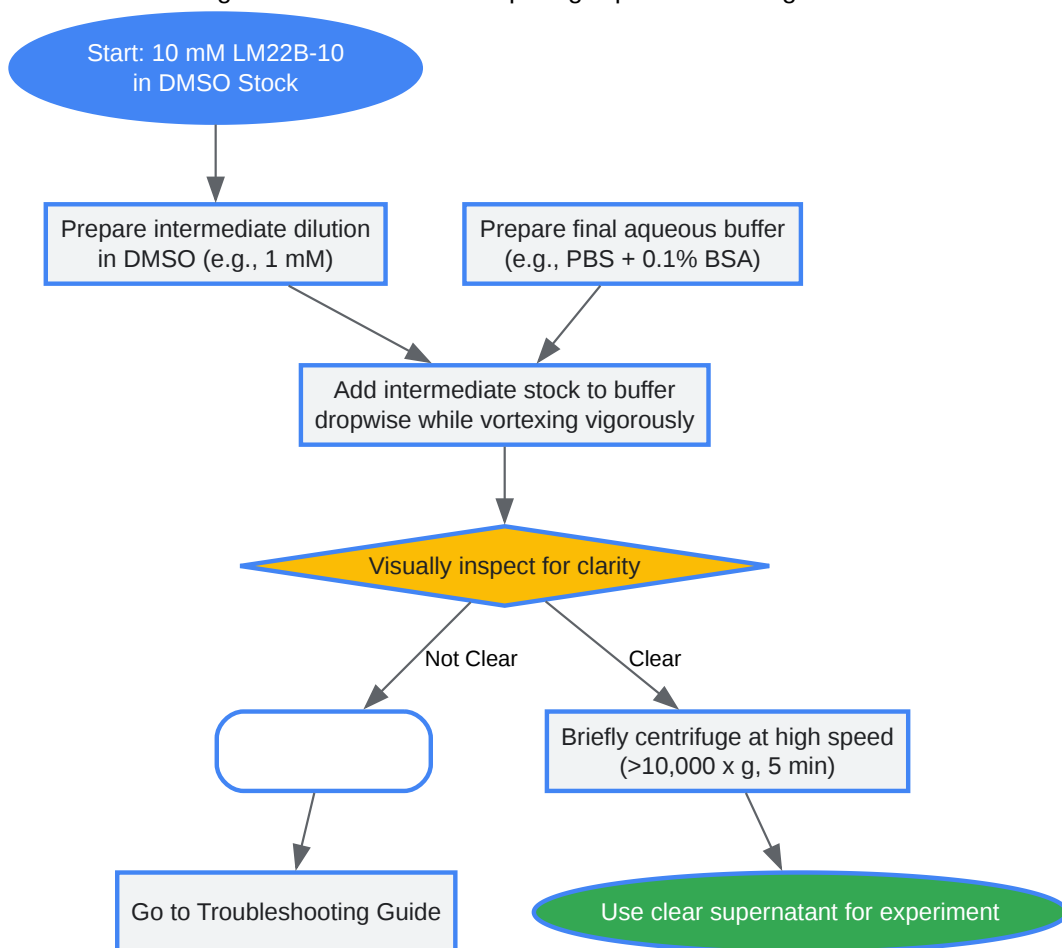 Start: 10 mM LM22B-10
in DMSO Stock
Prepare intermediate dilution
in DMSO (e.g., 1 mM)
Prepare final aqueous buffer
(e.g., PBS + 0.1% BSA)
Add intermediate stock to buffer
dropwise while vortexing vigorously
Visually inspect for clarity
Not Clear
Clear
Briefly centrifuge at high speed
(>10,000 x g, 5 min)
Go to Troubleshooting Guide
Use clear supernatant for experiment